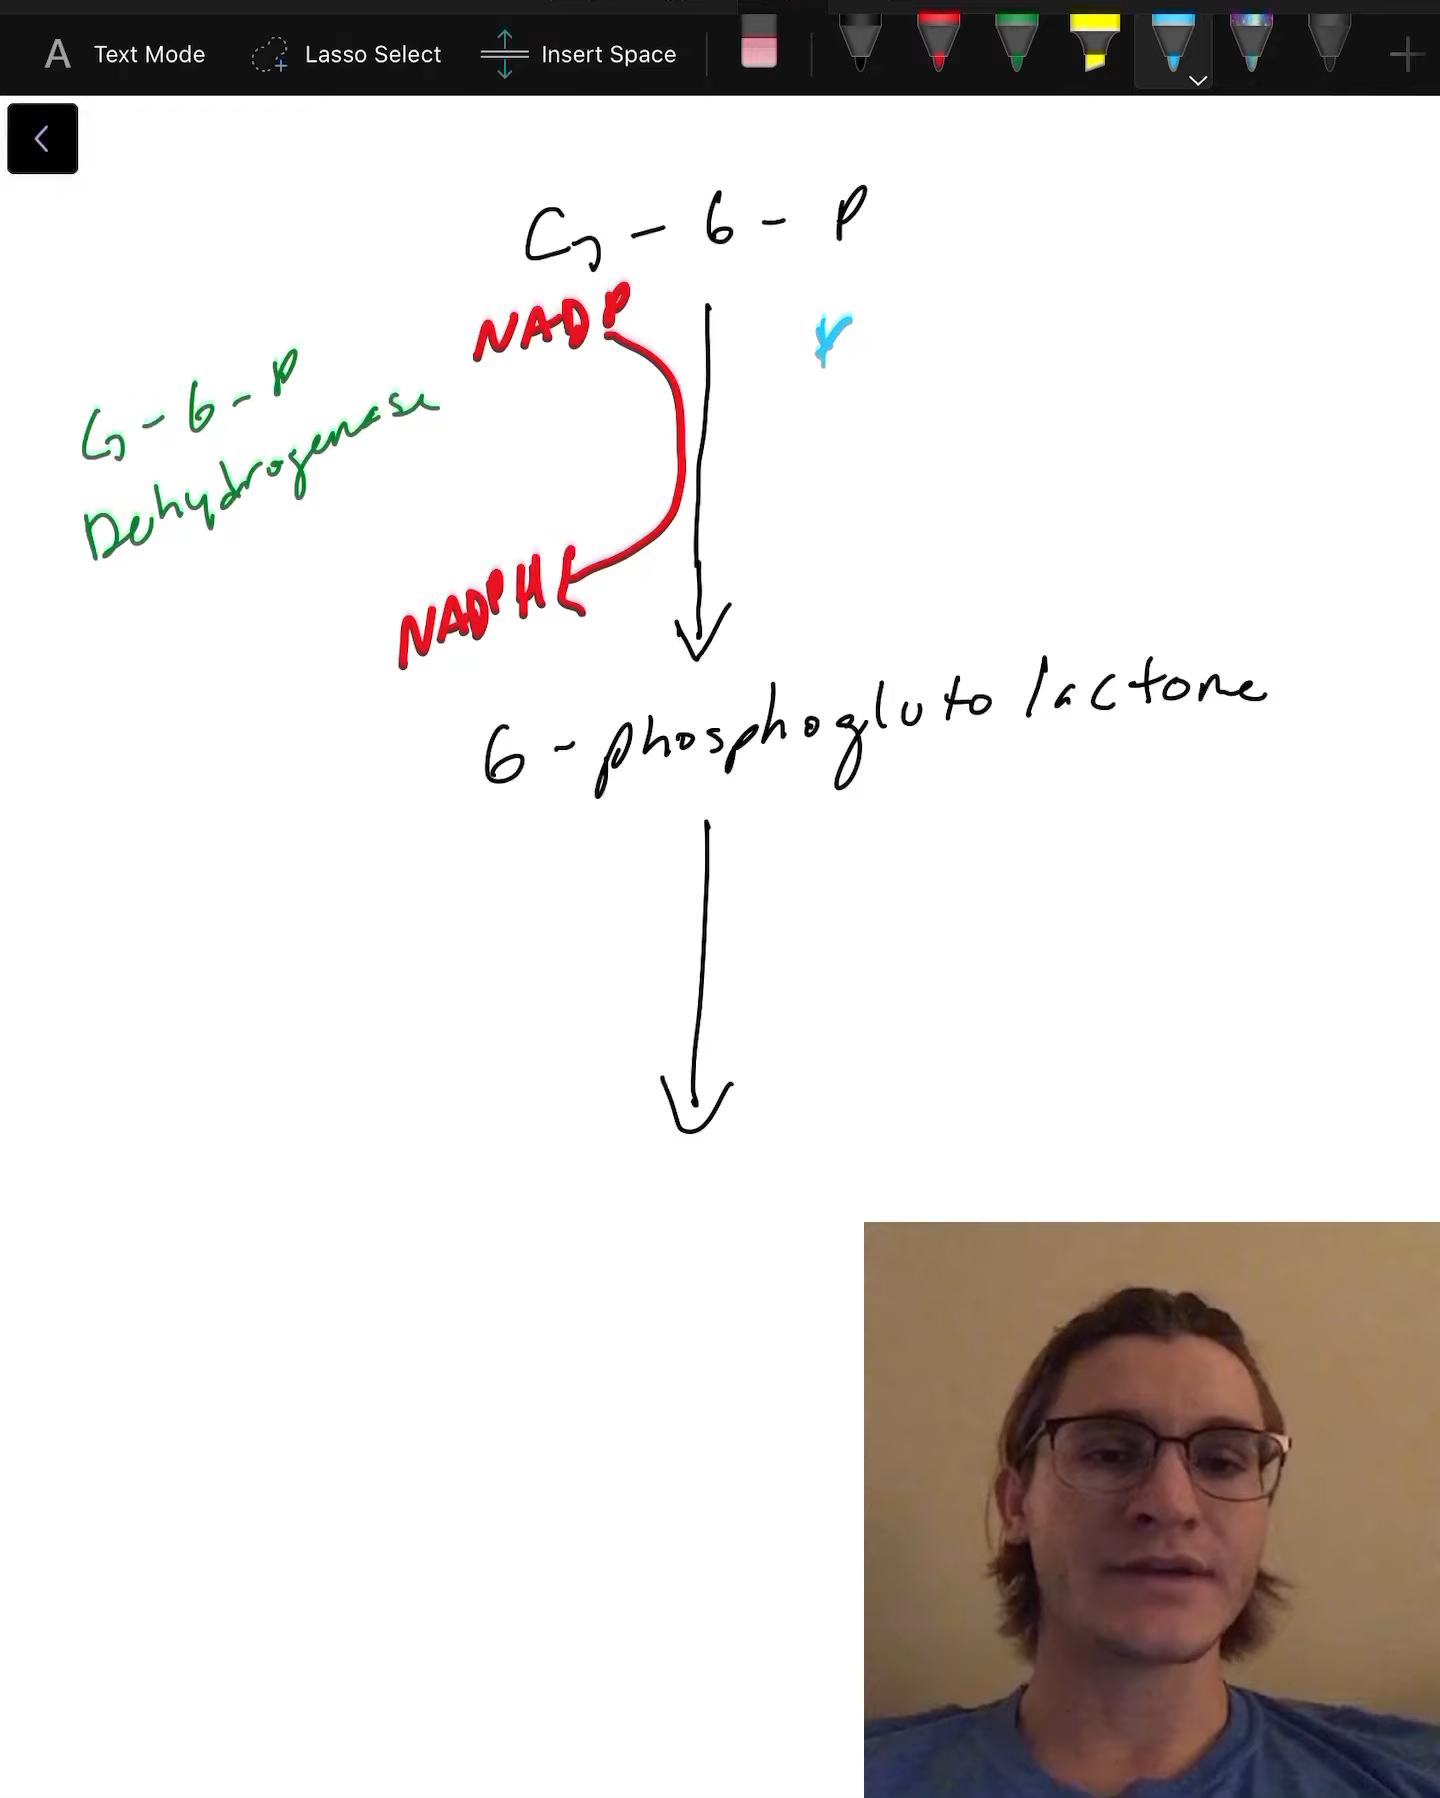 Text Mode Lasso Select Insert Space
G-6-P
NADP
G-6-P
Dehydrogenase
NADPH
6-phosphogluto lactone